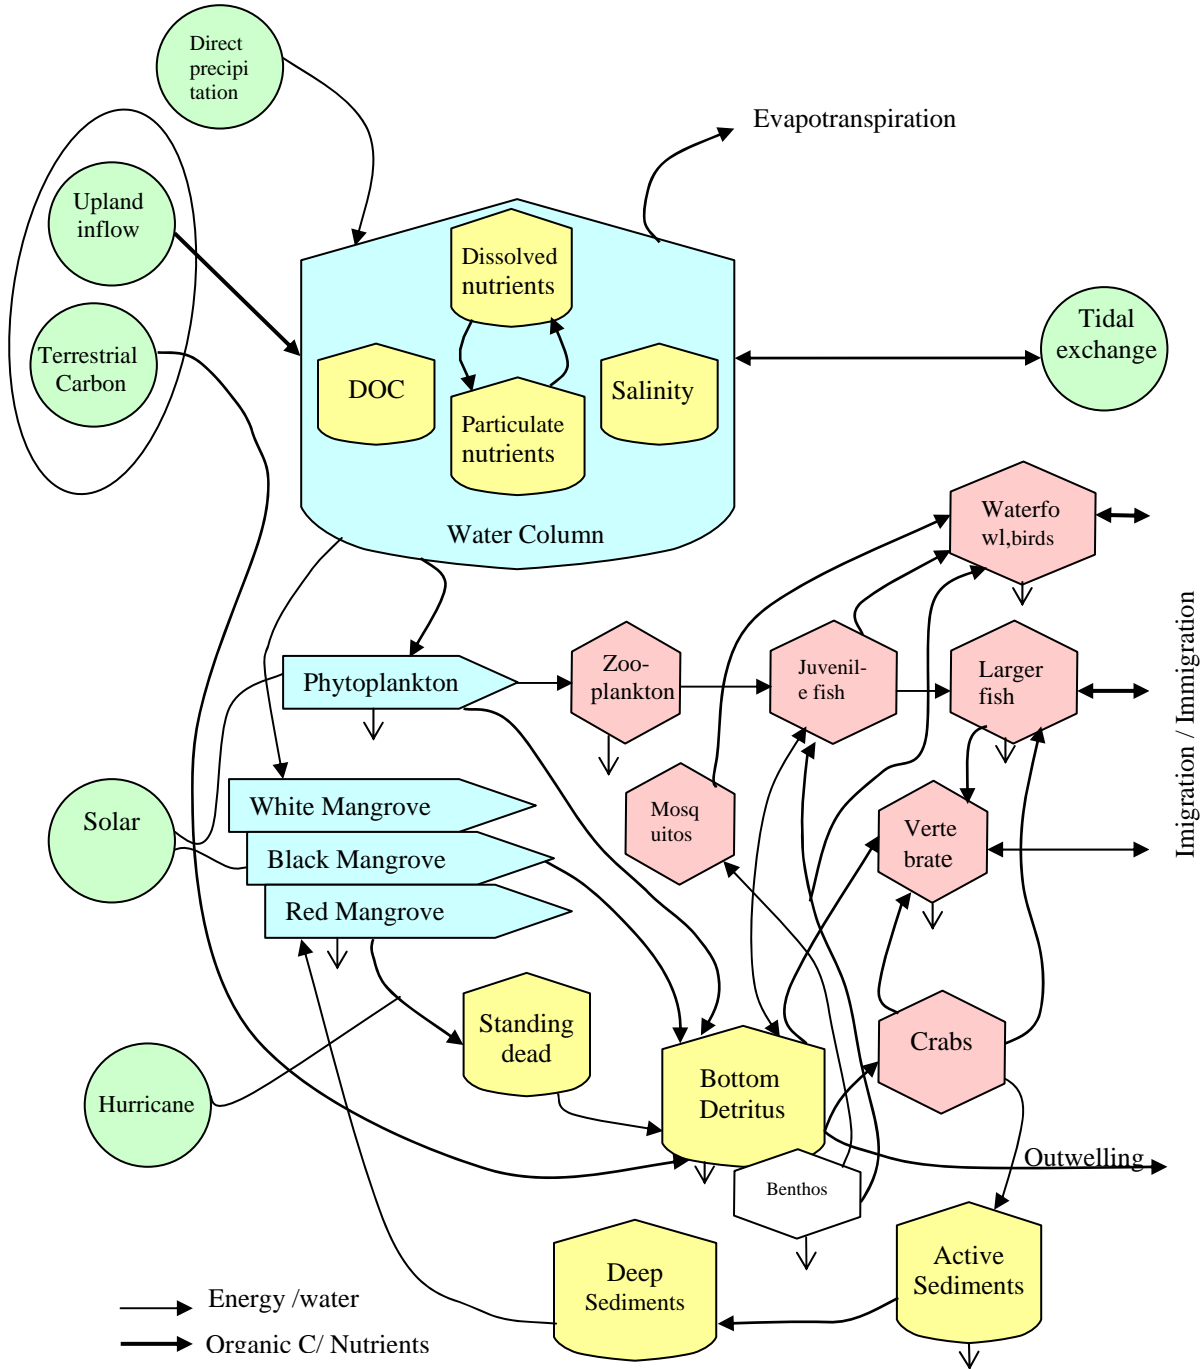 Direct
precipi
tation
Evapotranspiration
Upland
inflow
Dissolved
nutrients
Tidal
exchange
Terrestrial
Carbon
DOC
Salinity
Particulate
nutrients
Water Column
Waterfo
wl,birds
Phytoplankton
Zoo-
plankton
Juvenil-
e fish
Larger
fish
Imigration / Immigration
Solar
White Mangrove
Black Mangrove
Red Mangrove
Mosq
uitos
Verte
brate
Standing
dead
Crabs
Bottom
Detritus
Hurricane
Outwelling
Benthos
Deep
Sediments
Active
Sediments
Energy /water
Organic C/ Nutrients